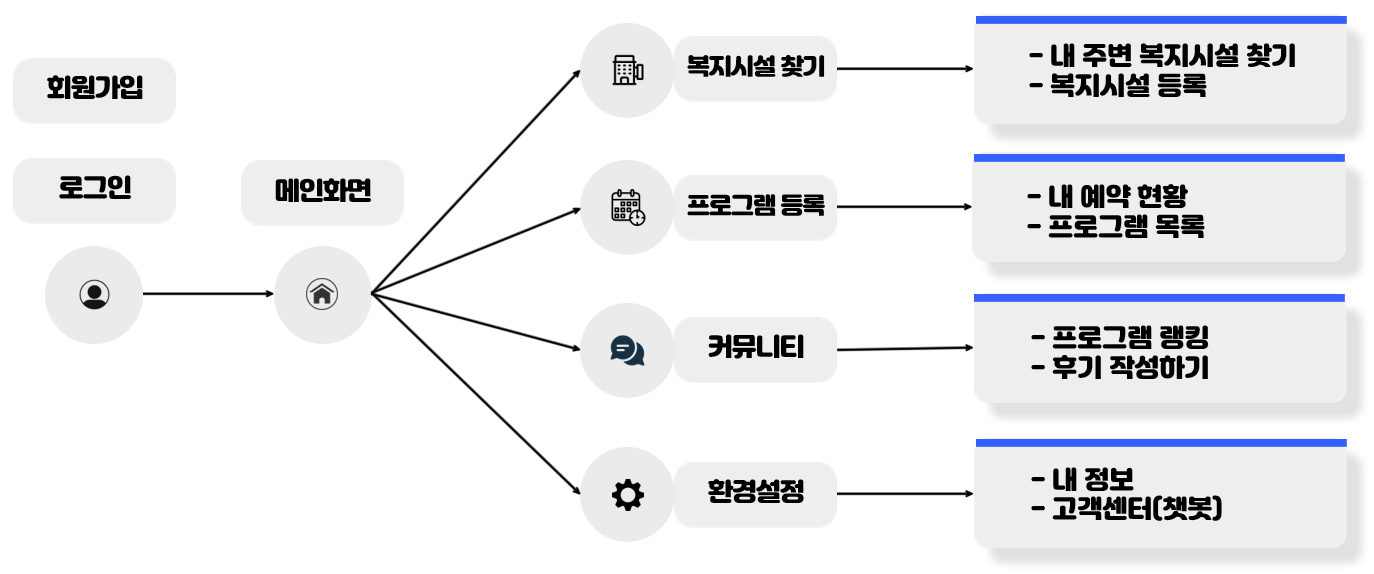 회원가입
로그인
메인화면
복지시설 찾기
- 내 주변 복지시설 찾기
- 복지시설 등록
프로그램 등록
- 내 예약 현황
- 프로그램 목록
커뮤니티
- 프로그램 랭킹
- 후기 작성하기
환경설정
- 내 정보
- 고객센터(챗봇)